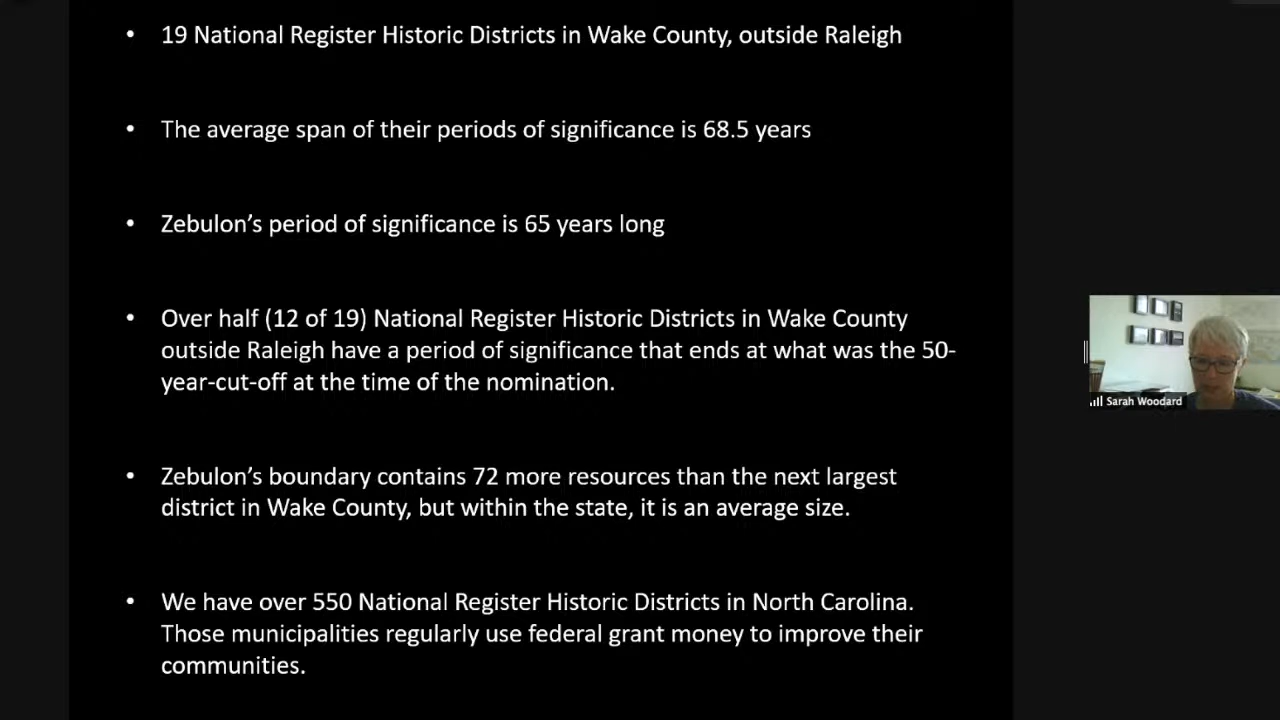 • 19 National Register Historic Districts in Wake County, outside Raleigh
• The average span of their periods of significance is 68.5 years
• Zebulon’s period of significance is 65 years long
• Over half (12 of 19) National Register Historic Districts in Wake County
outside Raleigh have a period of significance that ends at what was the 50-
year-cut-off at the time of the nomination.
• Zebulon’s boundary contains 72 more resources than the next largest
district in Wake County, but within the state, it is an average size.
• We have over 550 National Register Historic Districts in North Carolina.
Those municipalities regularly use federal grant money to improve their
communities.
Sarah Woodard